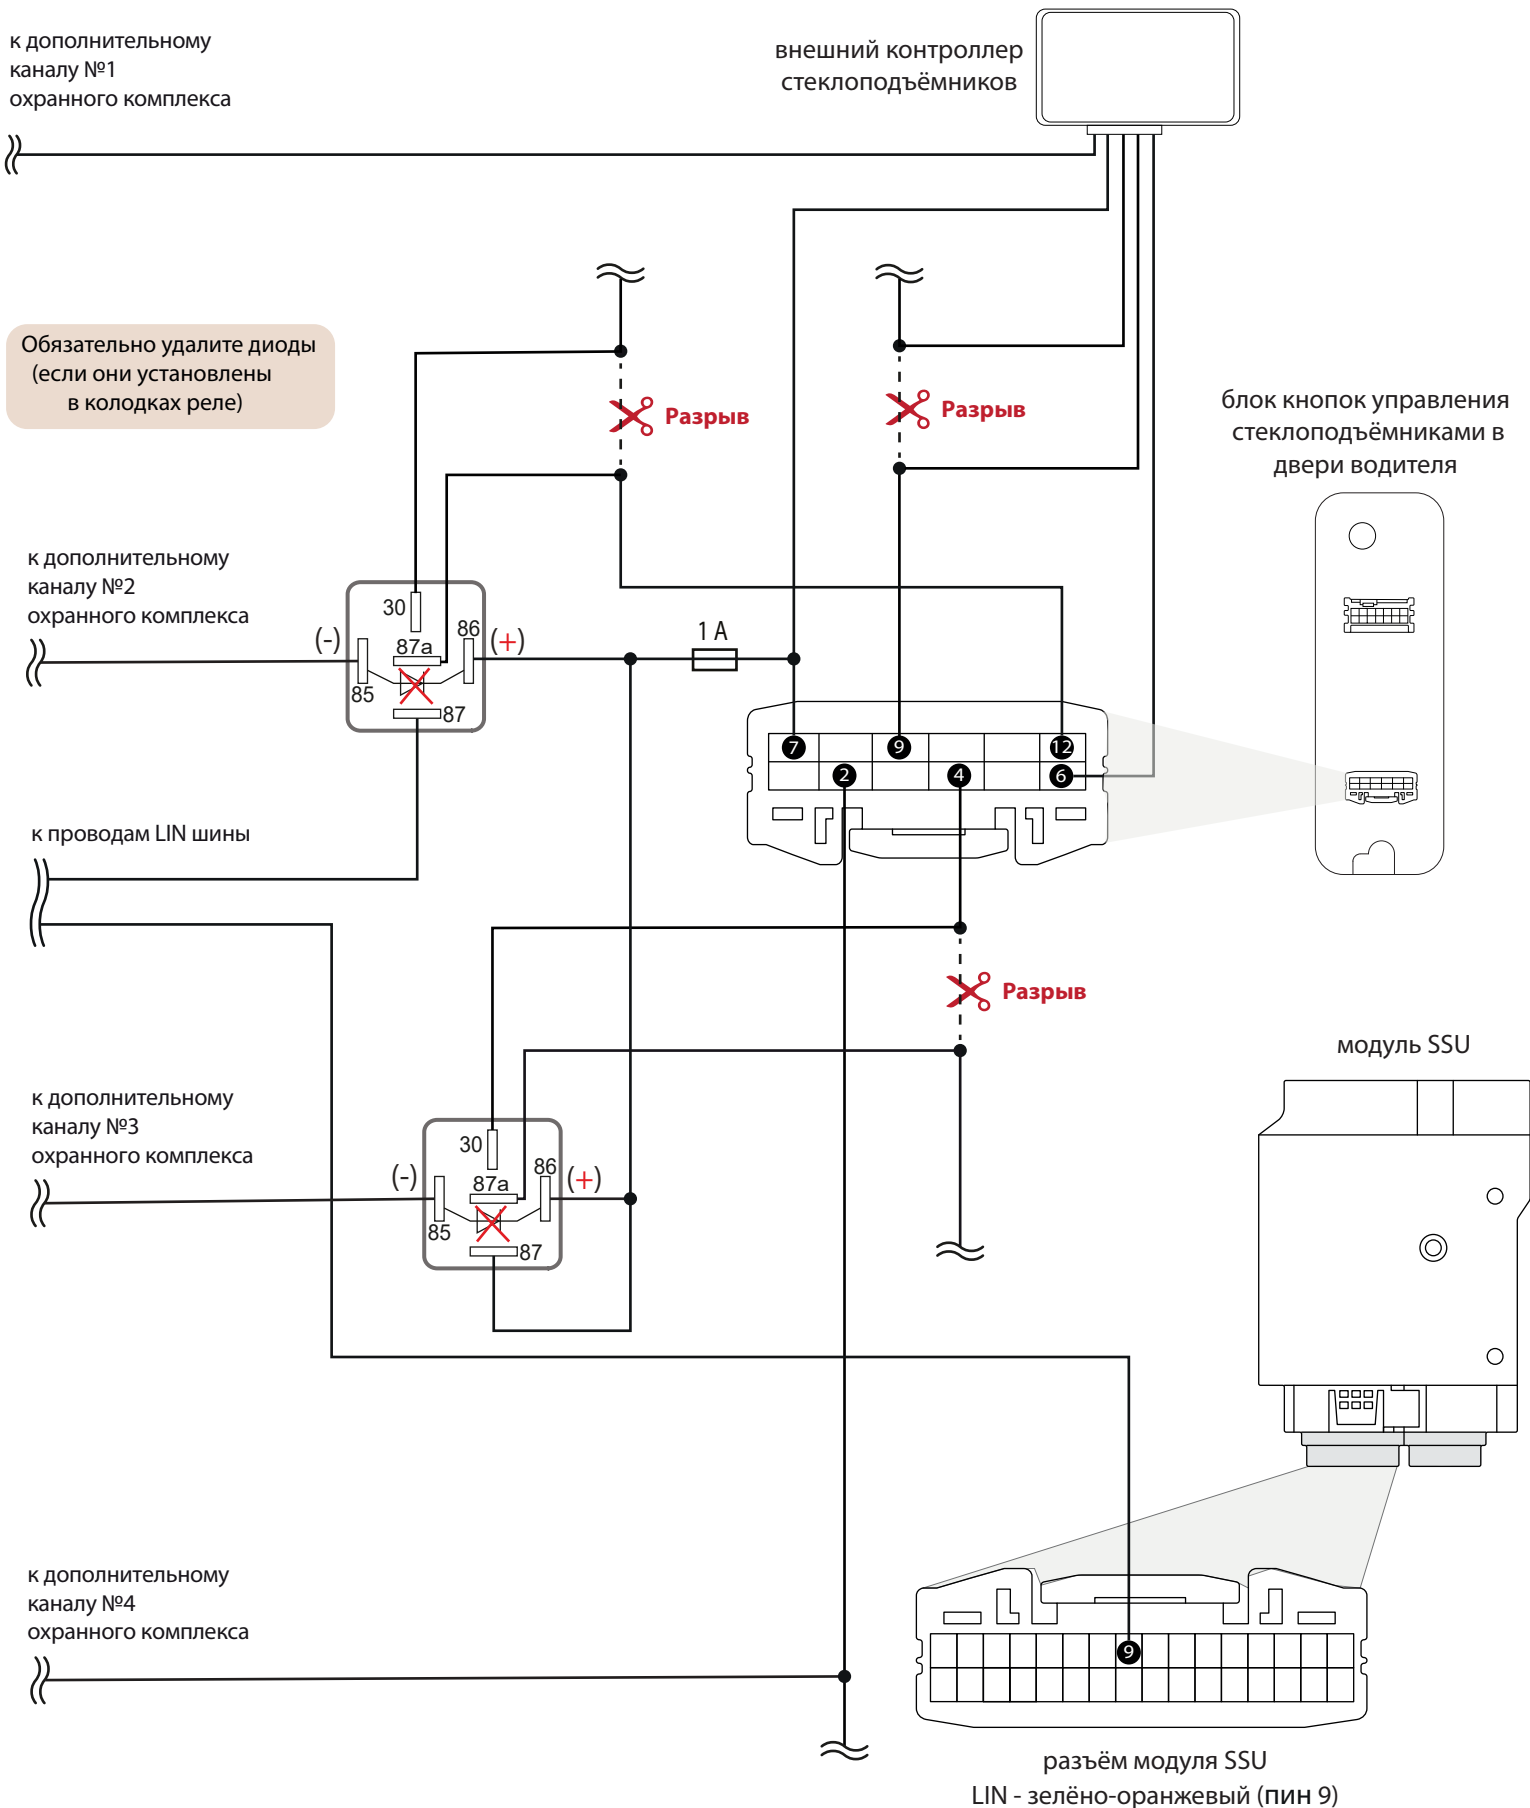 к дополнительному
каналу №1
охранного комплекса
внешний контроллер
стеклоподъёмников
Обязательно удалите диоды
(если они установлены
в колодках реле)
Разрыв
Разрыв
блок кнопок управления
стеклоподъёмниками в
двери водителя
к дополнительному
каналу №2
охранного комплекса
(-)
30
86
(+)
87a
85
87
1 A
7
9
12
2
4
6
к проводам LIN шины
Разрыв
модуль SSU
к дополнительному
каналу №3
охранного комплекса
(-)
30
86
(+)
87a
85
87
к дополнительному
каналу №4
охранного комплекса
9
разъём модуля SSU
LIN - зелёно-оранжевый (пин 9)